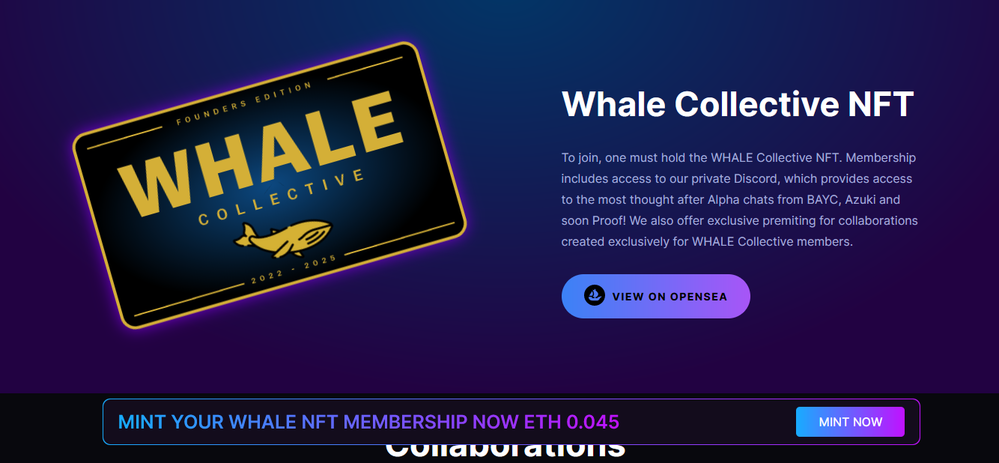 FOUNDERS EDITION
WHALE
COLLECTIVE
2022 - 2025
Whale Collective NFT
To join, one must hold the WHALE Collective NFT. Membership
includes access to our private Discord, which provides access
to the most thought after Alpha chats from BAYC, Azuki and
soon Proof! We also offer exclusive premiting for collaborations
created exclusively for WHALE Collective members.
VIEW ON OPENSEA
MINT YOUR WHALE NFT MEMBERSHIP NOW ETH 0.045
MINT NOW
Collaborations